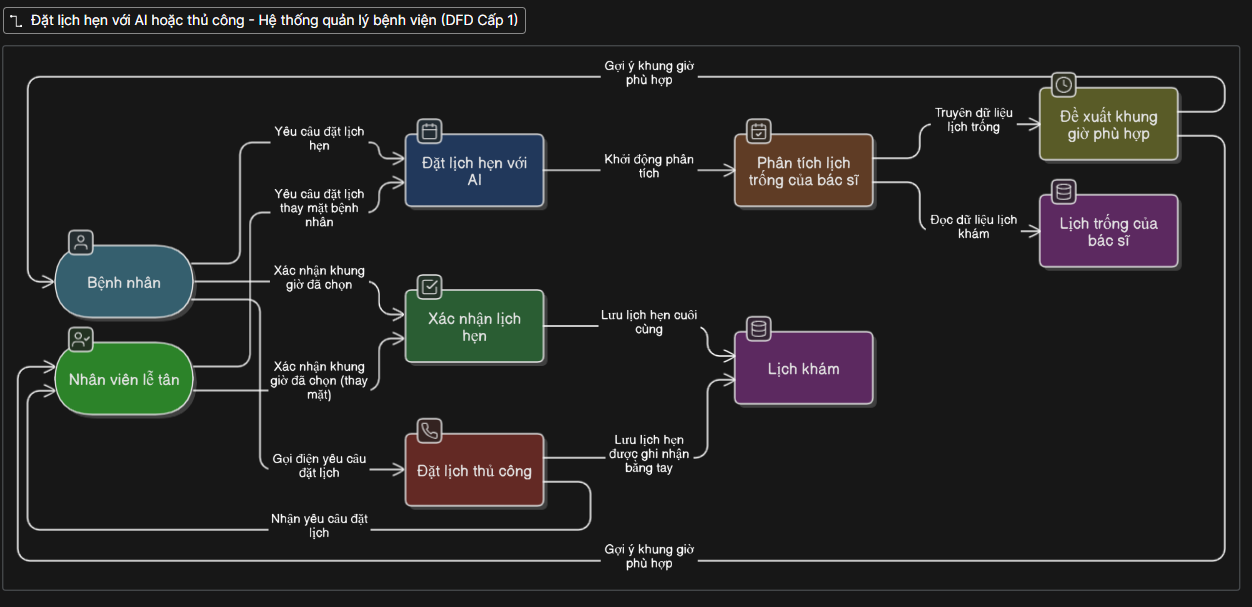 Đặt lịch hẹn với AI hoặc thủ công - Hệ thống quản lý bệnh viện (DFD Cấp 1)
Gợi ý khung giờ
phù hợp
Yêu cầu đặt lịch
hẹn
Đặt lịch hẹn với
AI
Khởi động phân
tích
Phân tích lịch
trống của bác sĩ
Truyền dữ liệu
lịch trống
Đề xuất khung
giờ phù hợp
Yêu cầu đặt lịch
thay mặt bệnh
nhân
Đọc dữ liệu lịch
khám
Lịch trống của
bác sĩ
Bệnh nhân
Xác nhận khung
giờ đã chọn
Xác nhận lịch
hẹn
Lưu lịch hẹn cuối
cùng
Lịch khám
Nhân viên lễ tân
Xác nhận khung
giờ đã chọn (thay
mặt)
Gọi điện yêu cầu
đặt lịch
Đặt lịch thủ công
Lưu lịch hẹn
được ghi nhận
bằng tay
Nhận yêu cầu đặt
lịch
Gợi ý khung giờ
phù hợp